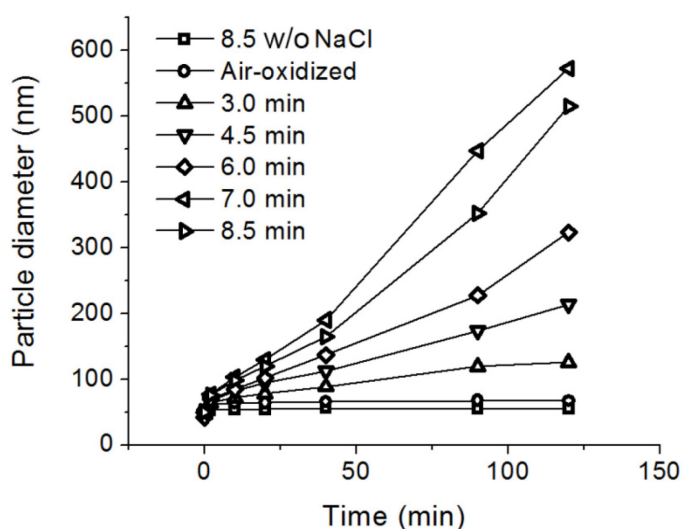 600
500
400
300
200
100
0
Particle diameter (nm)
8.5 w/o NaCl
Air-oxidized
3.0 min
4.5 min
6.0 min
7.0 min
8.5 min
0
50
100
150
Time (min)